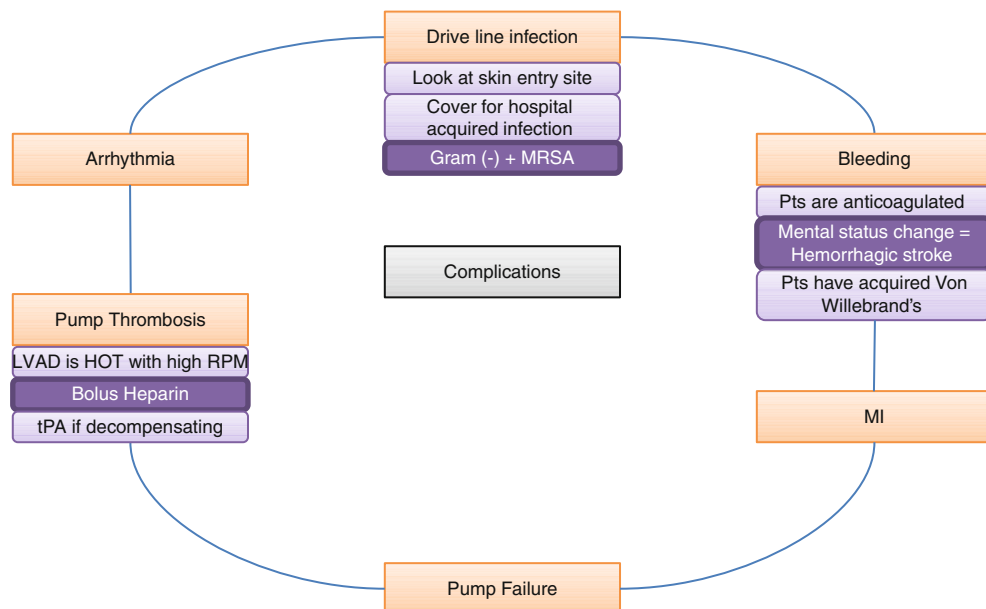 Drive line infection
Look at skin entry site
Cover for hospital
acquired infection
Gram (-) + MRSA
Arrhythmia
Bleeding
Pts are anticoagulated
Mental status change =
Hemorrhagic stroke
Pts have acquired Von
Willebrand's
Complications
Pump Thrombosis
LVAD is HOT with high RPM
Bolus Heparin
tPA if decompensating
MI
Pump Failure